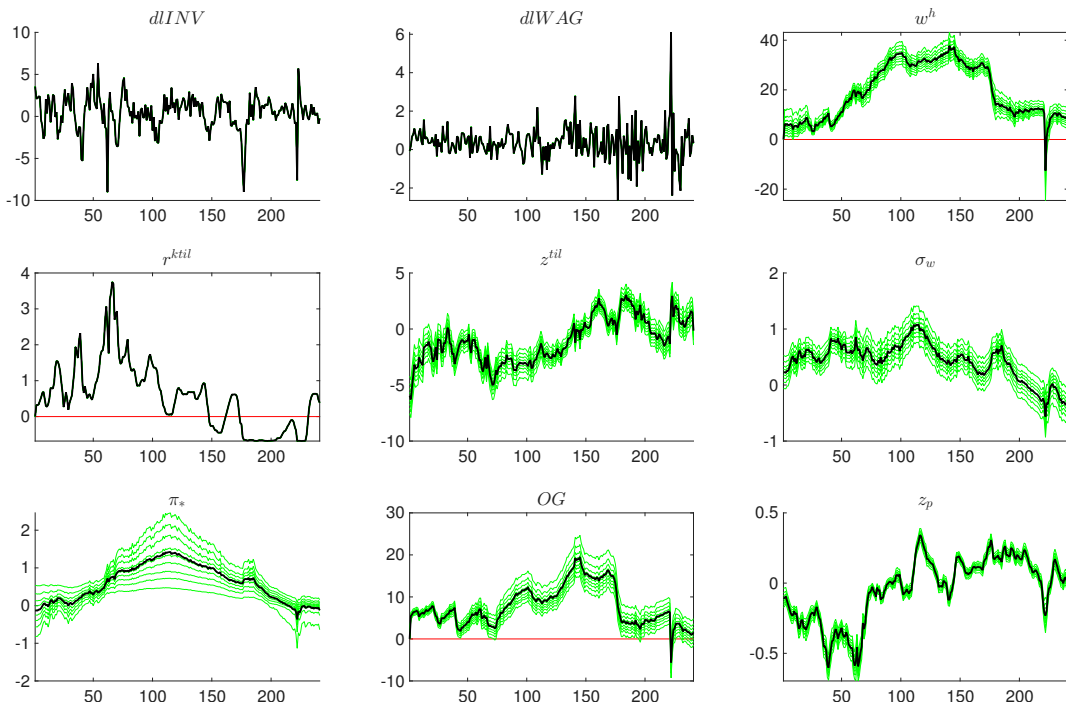 dlINV dlWAG w^h
10 5 0 -5 -10 50 100 150 200
6 4 2 0 -2 50 100 150 200
40 20 0 -20 50 100 150 200
r^{ktil} z^{til} σ_w
4 3 2 1 0 50 100 150 200
5 0 -5 -10 50 100 150 200
2 1 0 -1 50 100 150 200
π_* OG z_p
2 1 0 -1 -2 50 100 150 200
30 20 10 0 -10 50 100 150 200
0.5 0 -0.5 50 100 150 200